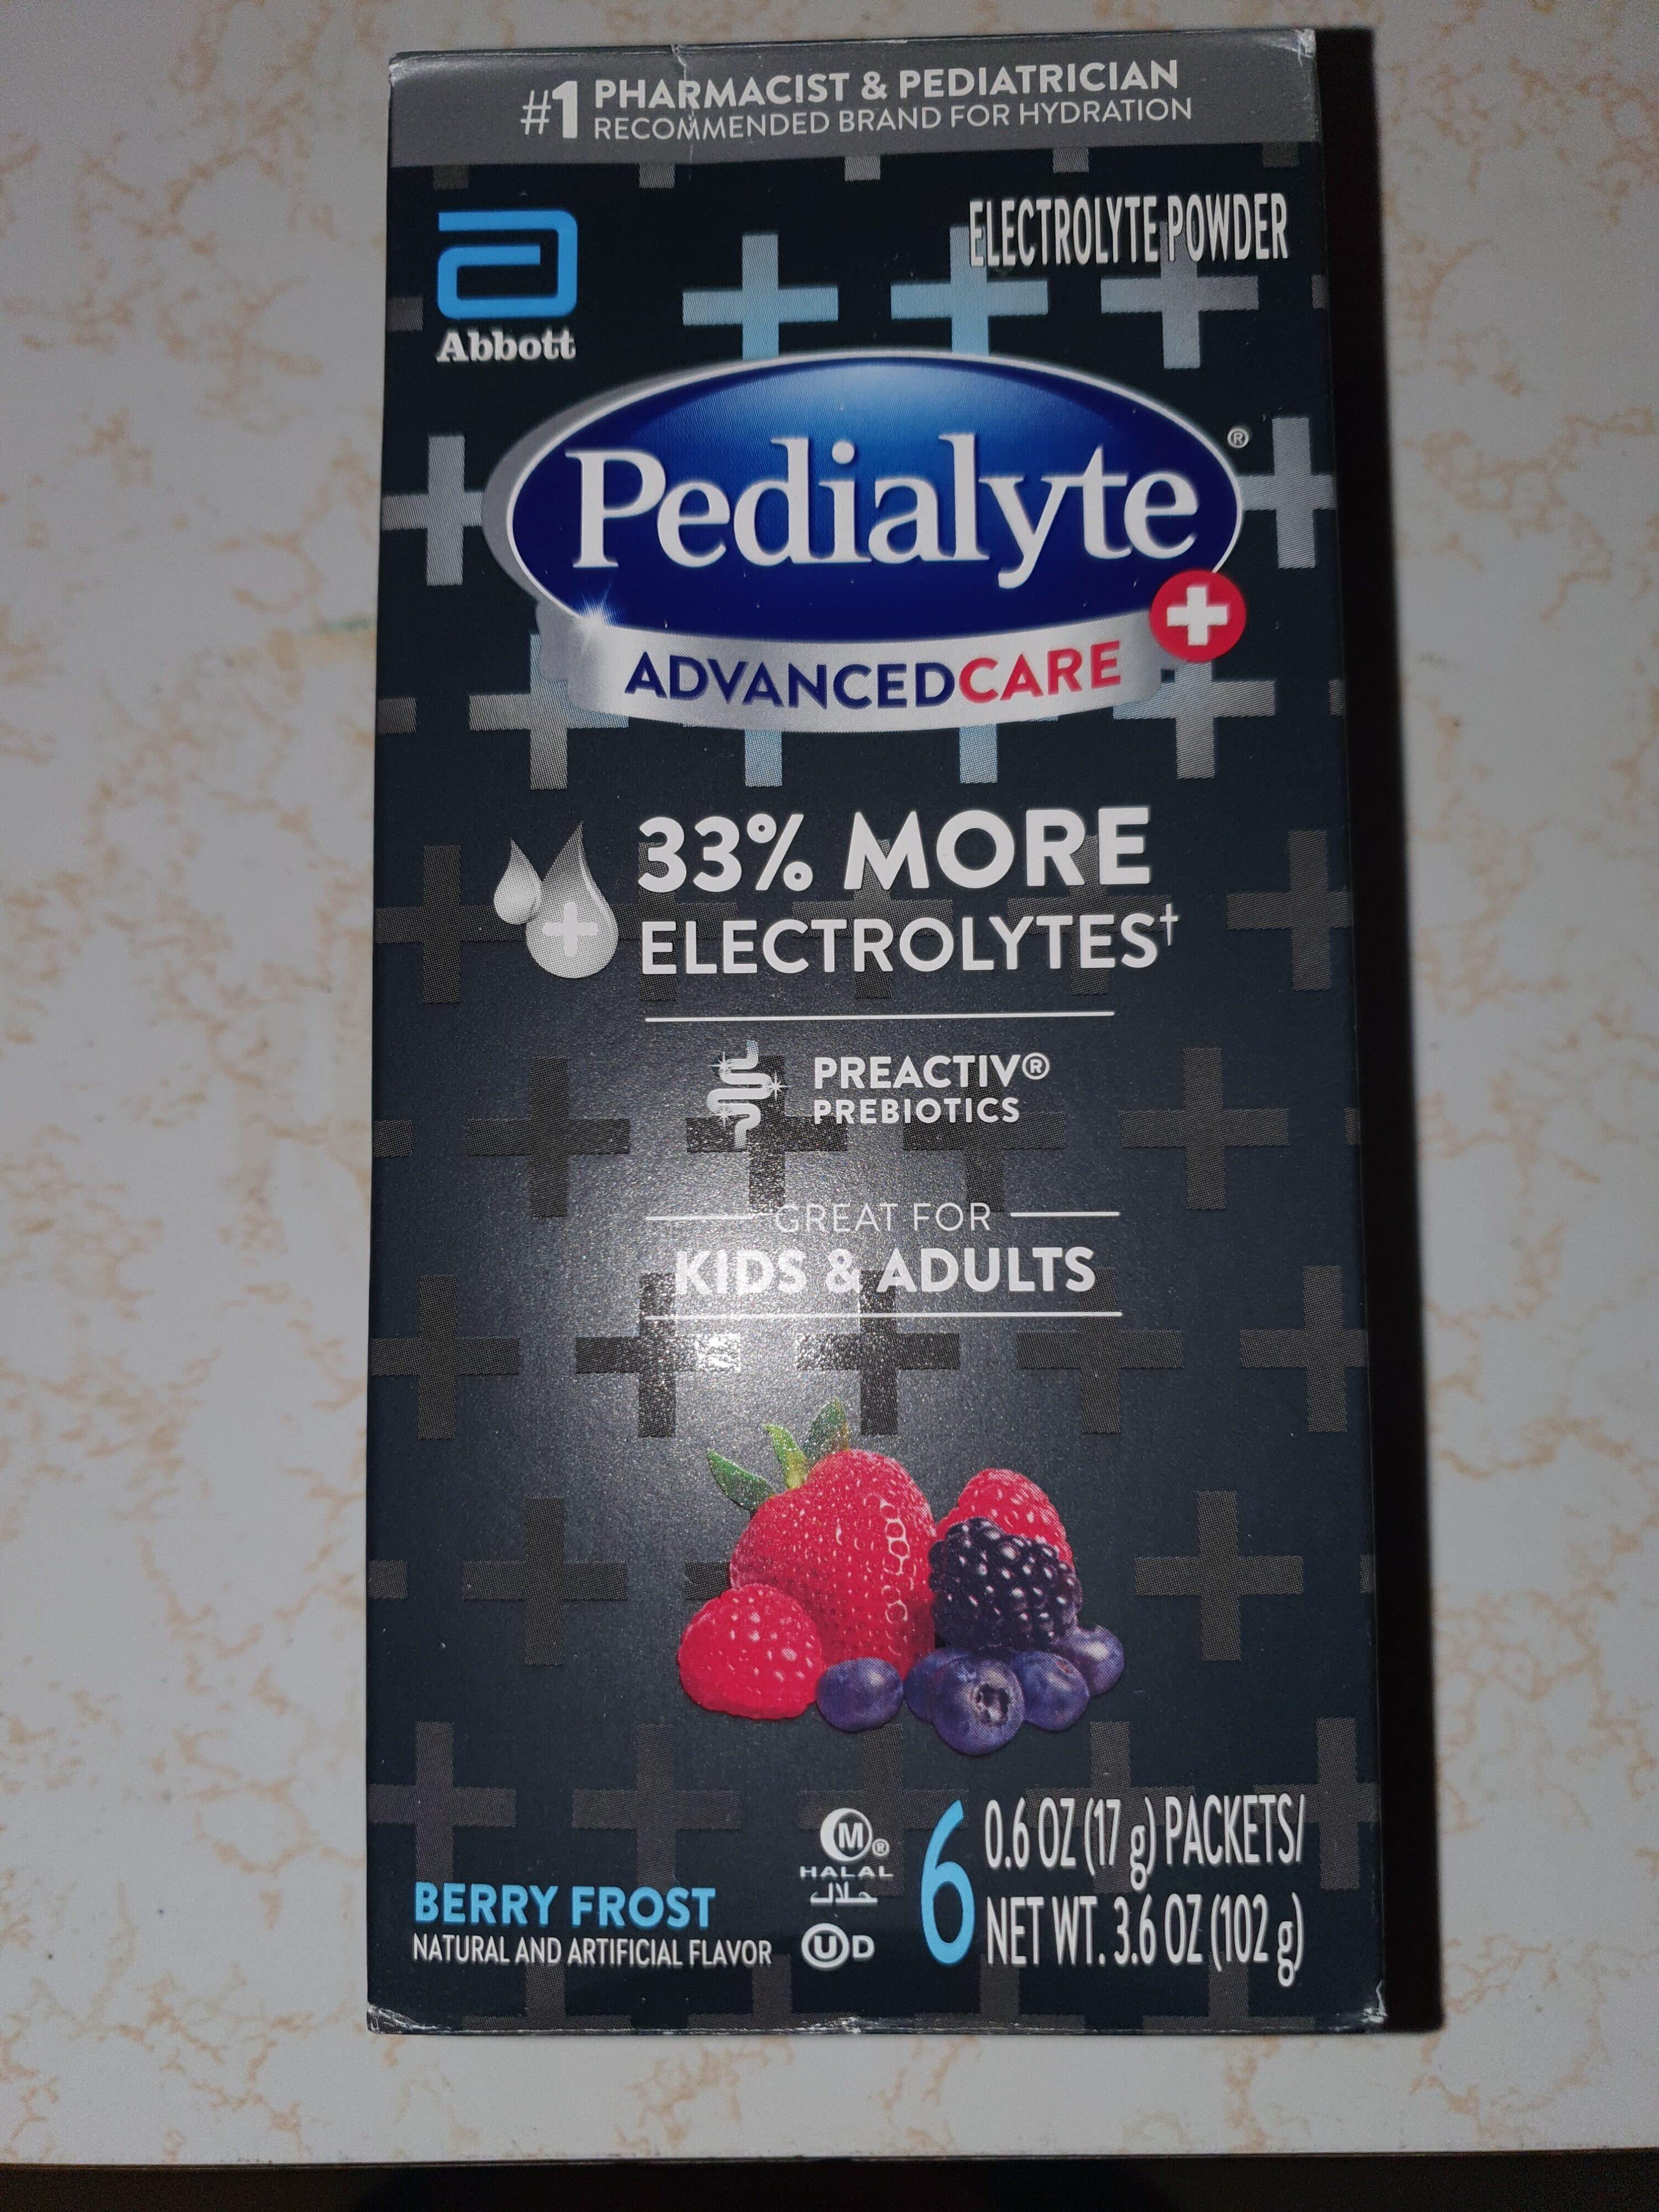 #1 PHARMACIST & PEDIATRICIAN
RECOMMENDED BRAND FOR HYDRATION
ELECTROLYTE POWDER
Abbott
Pedialyte®
ADVANCEDCARE
33% MORE
ELECTROLYTES†
PREACTIV®
PREBIOTICS
GREAT FOR
KIDS & ADULTS
BERRY FROST
NATURAL AND ARTIFICIAL FLAVOR
M®
HALAL
حلال
UD
6 0.6 OZ (17 g) PACKETS/
NET WT. 3.6 OZ (102 g)